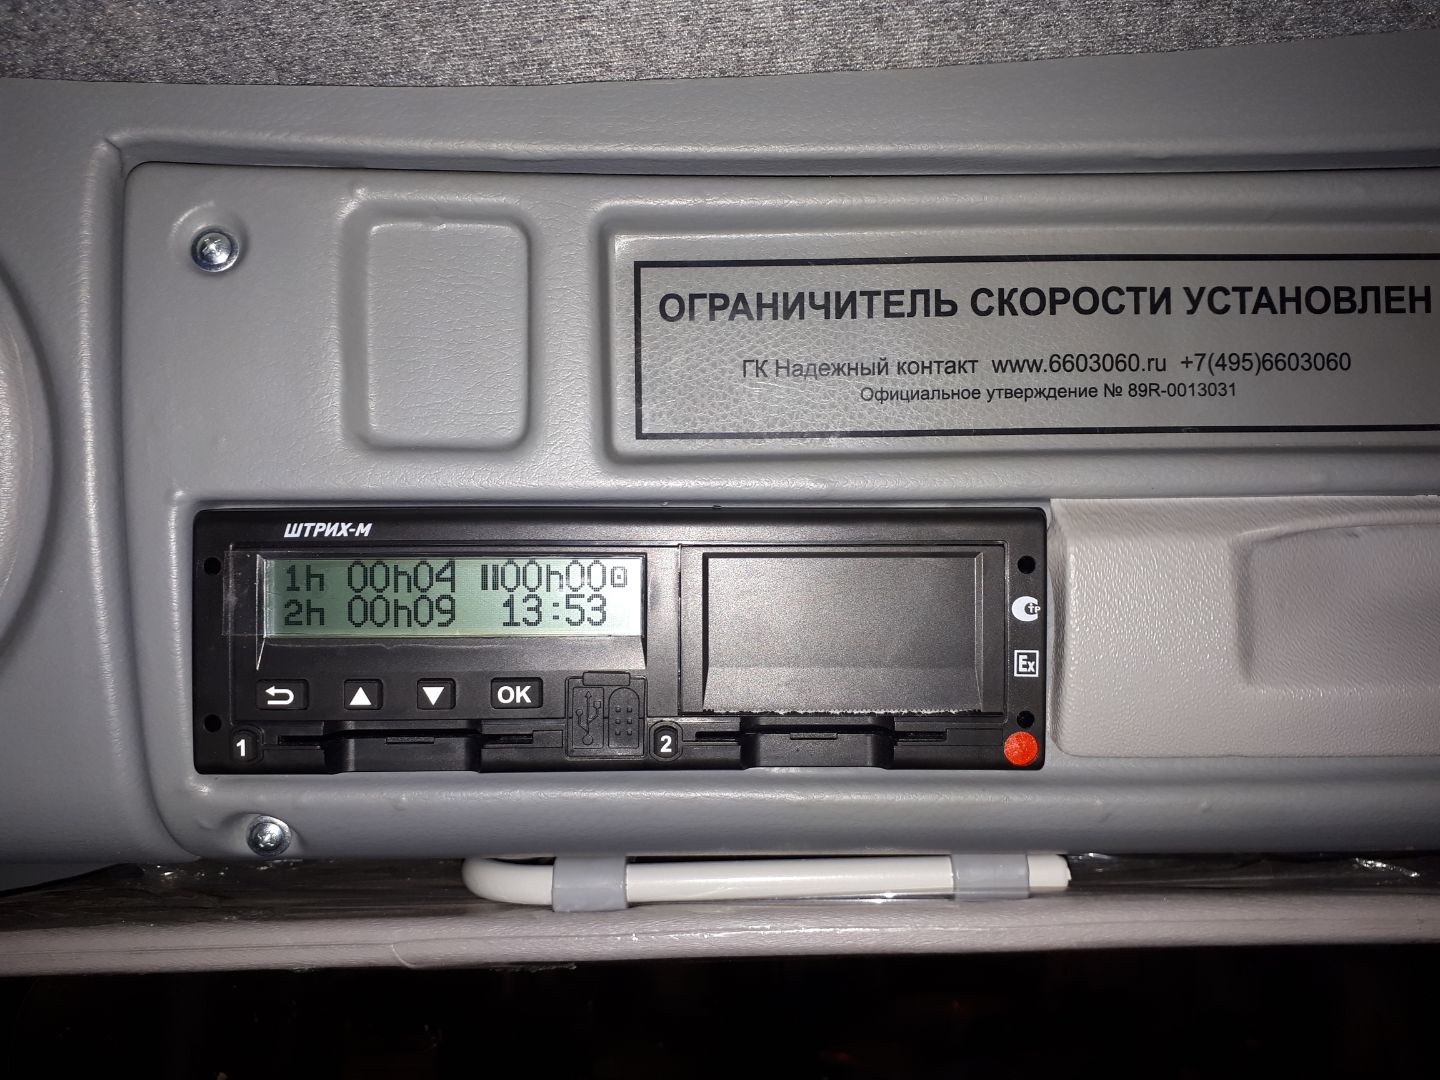 ОГРАНИЧИТЕЛЬ СКОРОСТИ УСТАНОВЛЕН
ГК Надежный контакт www.6603060.ru +7(495)6603060
Официальное утверждение № 89R-0013031
ШТРИХ-М
1h 00h04 00h00
2h 00h09 13:53
OK
1
2
СТР
Ex